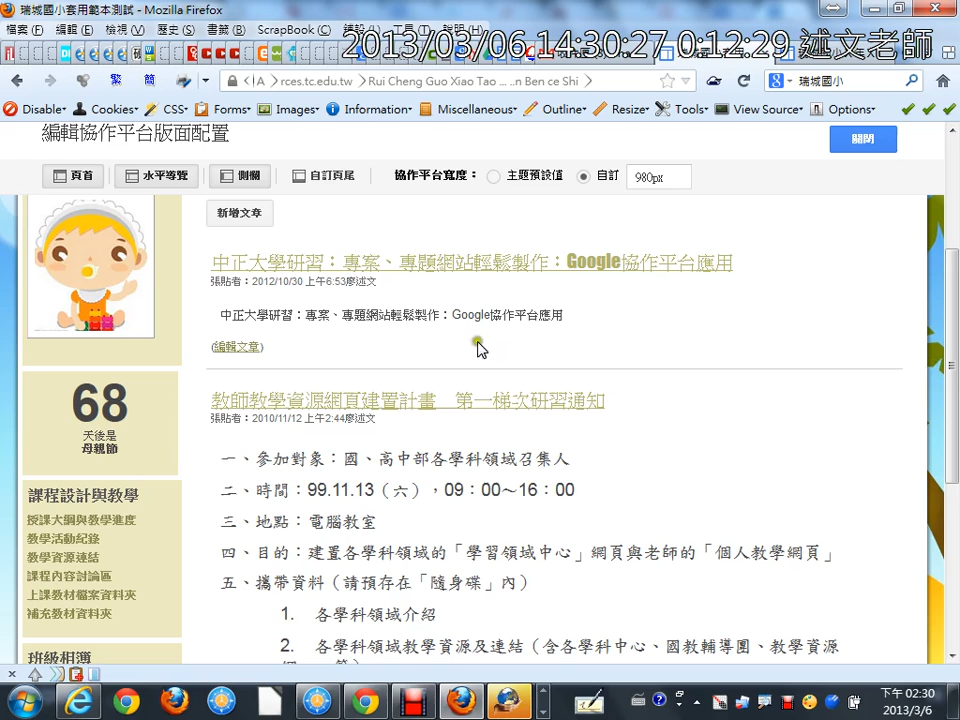 瑞城國小套用範本測試 - Mozilla Firefox
檔案(F) 編輯(E) 檢視(V) 歷史(S) 書籤(B) ScrapBook(C) 工具(T) 說明(H)
2013/03/06 14:30:27 0:12:29 述文老師
繁 簡 A rces.tc.edu.tw Rui Cheng Guo Xiao Tao ... ..n Ben ce Shi 瑞城國小
Disable Cookies CSS Forms Images Information Miscellaneous Outline Resize Tools View Source Options
編輯協作平台版面配置
關閉
頁首 水平導覽 側欄 自訂頁尾 協作平台寬度： 主題預設值 自訂 980px
新增文章
中正大學研習：專案、專題網站輕鬆製作：Google協作平台應用
張貼者：2012/10/30 上午6:53廖述文
中正大學研習：專案、專題網站輕鬆製作：Google協作平台應用
(編輯文章)
68
天後是
母親節
教師教學資源網頁建置計畫 第一梯次研習通知
張貼者：2010/11/12 上午2:44廖述文
一、參加對象：國、高中部各學科領域召集人
二、時間：99.11.13（六），09：00～16：00
三、地點：電腦教室
四、目的：建置各學科領域的「學習領域中心」網頁與老師的「個人教學網頁」
五、攜帶資料（請預存在「隨身碟」內）
1. 各學科領域介紹
2. 各學科領域教學資源及連結（含各學科中心、國教輔導團、教學資源
課程設計與教學
授課大綱與教學進度
教學活動紀錄
教學資源連結
課程內容討論區
上課教材檔案資料夾
補充教材資料夾
班級相簿
下午 02:30
2013/3/6